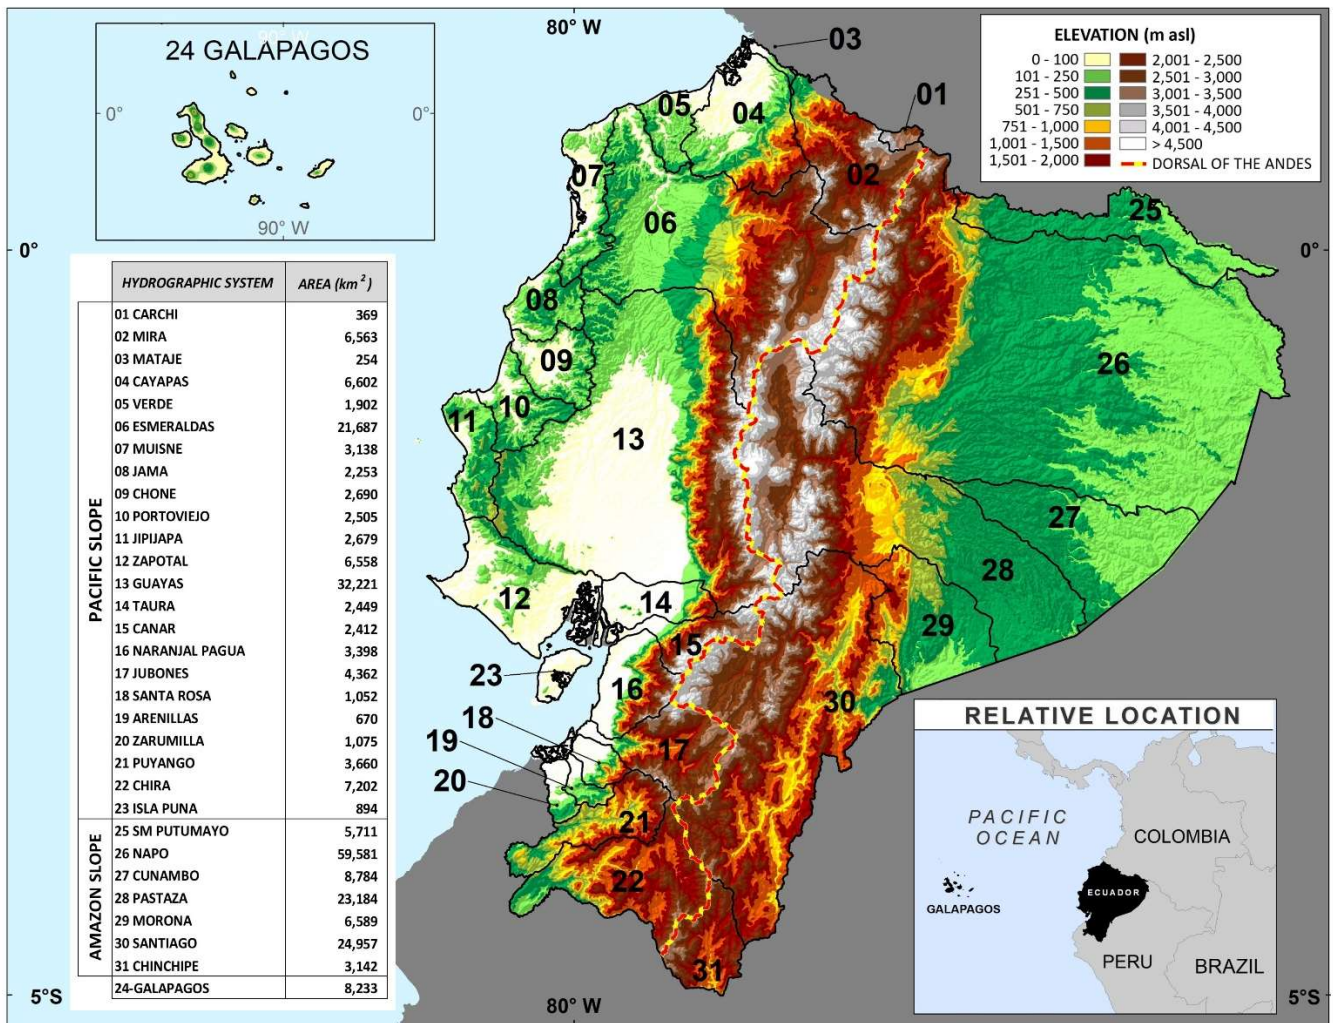 80° W
24 GALAPAGOS
90° W
0°
0°
90° W
ELEVATION (m asl)
0 - 100
2,001 - 2,500
101 - 250
2,501 - 3,000
251 - 500
3,001 - 3,500
501 - 750
3,501 - 4,000
751 - 1,000
4,001 - 4,500
1,001 - 1,500
> 4,500
1,501 - 2,000
DORSAL OF THE ANDES
03
01
05
04
07
02
06
25
0°
0°
08
09
26
10
11
13
27
28
12
14
29
15
23
16
30
18
17
19
20
21
22
31
HYDROGRAPHIC SYSTEM AREA (km²)
PACIFIC SLOPE
01 CARCHI 369
02 MIRA 6,563
03 MATAJE 254
04 CAYAPAS 6,602
05 VERDE 1,902
06 ESMERALDAS 21,687
07 MUISNE 3,138
08 JAMA 2,253
09 CHONE 2,690
10 PORTOVIEJO 2,505
11 JIPIJAPA 2,679
12 ZAPOTAL 6,558
13 GUAYAS 32,221
14 TAURA 2,449
15 CANAR 2,412
16 NARANJAL PAGUA 3,398
17 JUBONES 4,362
18 SANTA ROSA 1,052
19 ARENILLAS 670
20 ZARUMILLA 1,075
21 PUYANGO 3,660
22 CHIRA 7,202
23 ISLA PUNA 894
AMAZON SLOPE
25 SM PUTUMAYO 5,711
26 NAPO 59,581
27 CUNAMBO 8,784
28 PASTAZA 23,184
29 MORONA 6,589
30 SANTIAGO 24,957
31 CHINCHIPE 3,142
24-GALAPAGOS 8,233
RELATIVE LOCATION
PACIFIC
OCEAN
COLOMBIA
ECUADOR
GALAPAGOS
PERU
BRAZIL
5°S
80° W
5°S